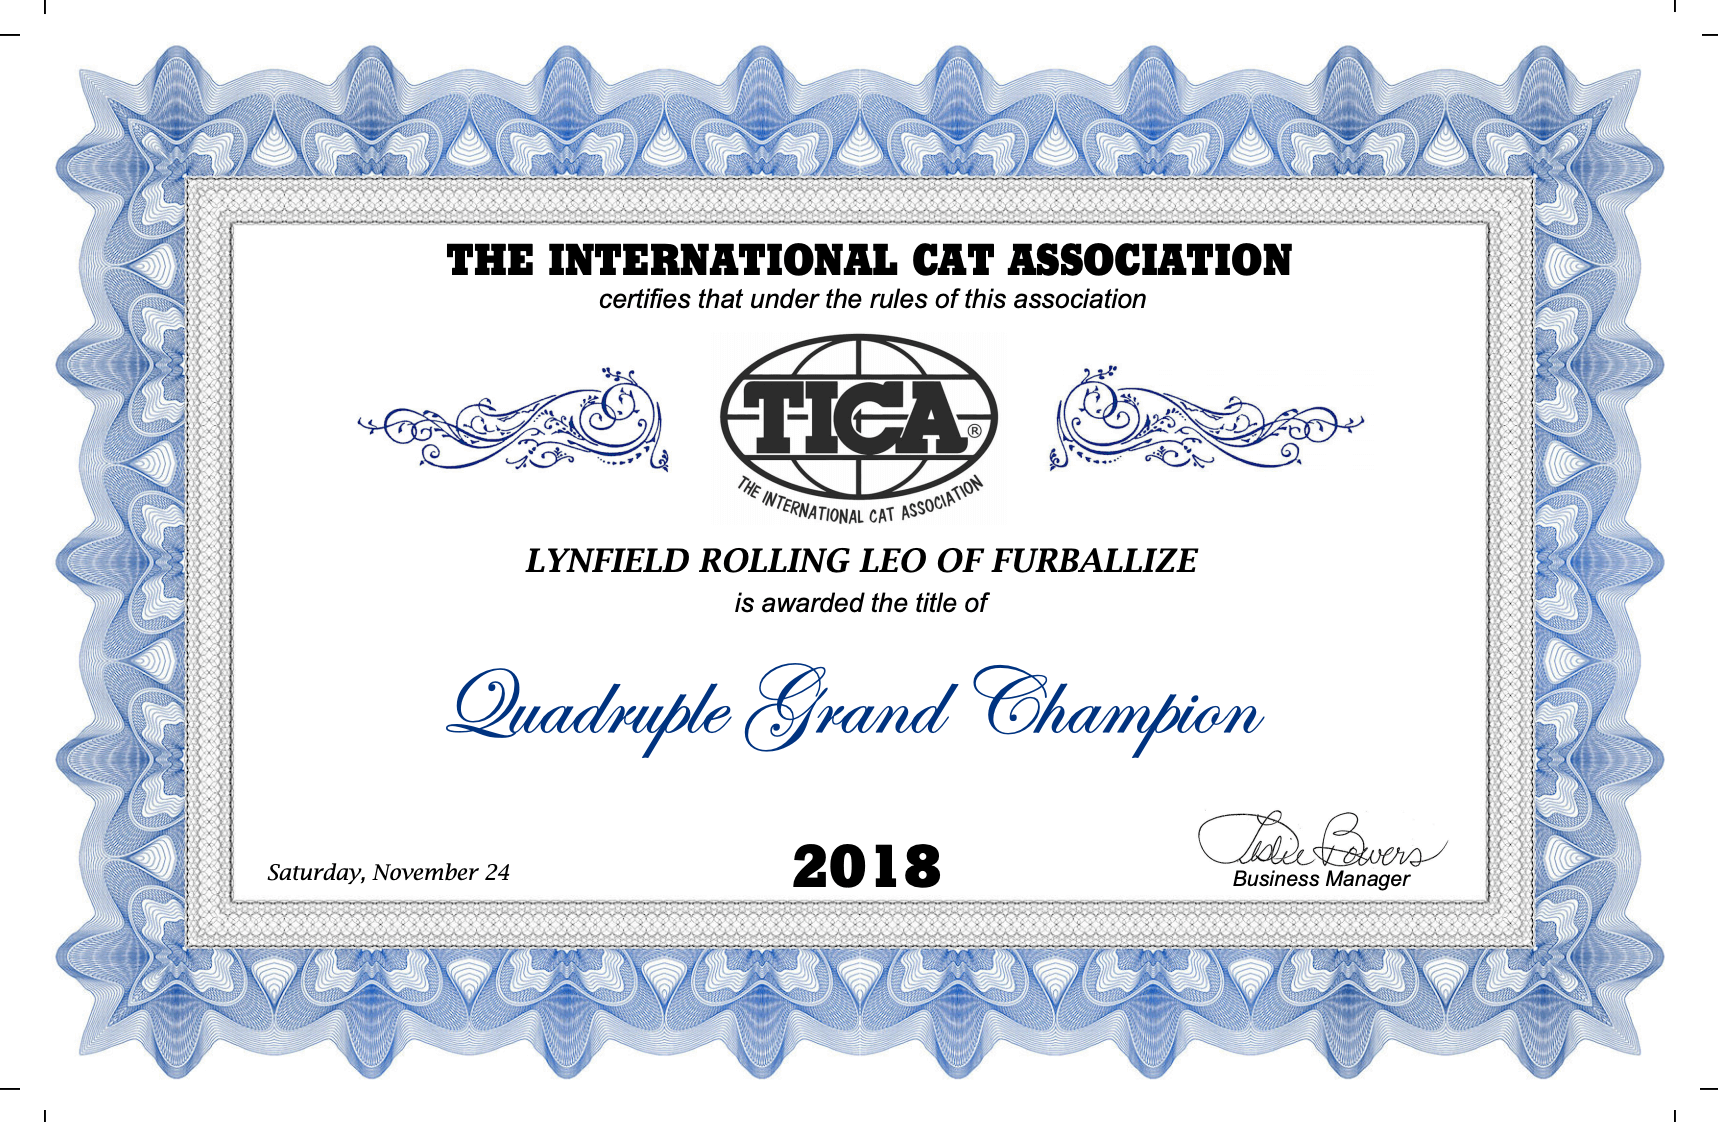 THE INTERNATIONAL CAT ASSOCIATION
certifies that under the rules of this association
TICA®
THE INTERNATIONAL CAT ASSOCIATION
LYNFIELD ROLLING LEO OF FURBALLIZE
is awarded the title of
Quadruple Grand Champion
Saturday, November 24
2018
Leslie Bowers
Business Manager